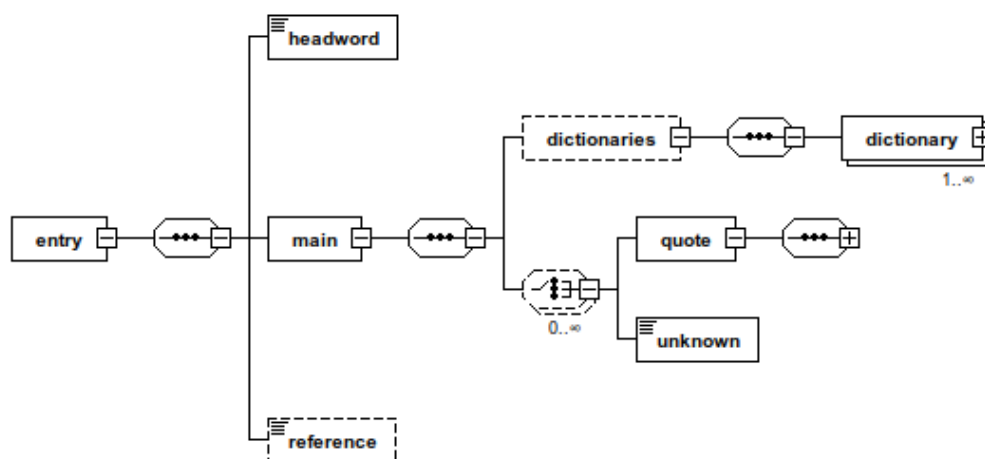 headword
dictionaries
dictionary
1..∞
entry
main
quote
0..∞
unknown
reference